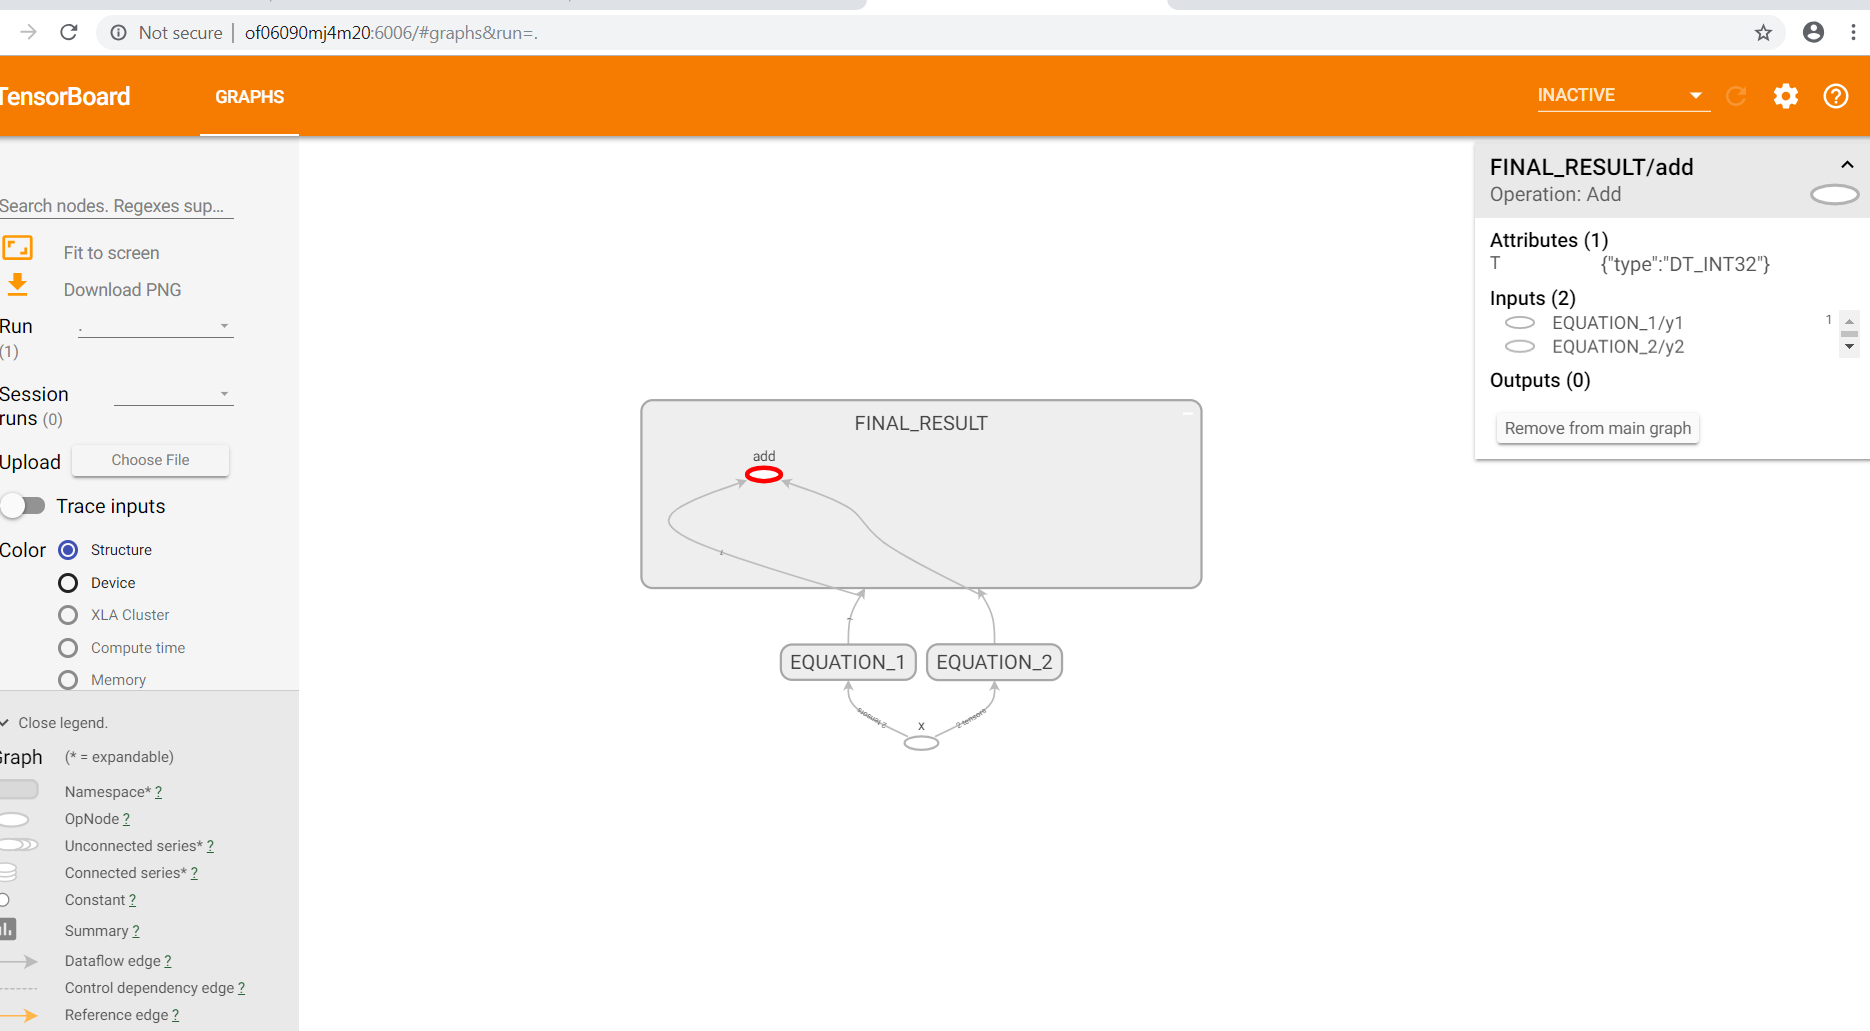 Not secure | of06090mj4m20:6006/#graphs&run=.
TensorBoard
GRAPHS
INACTIVE
Search nodes. Regexes sup...
Fit to screen
Download PNG
Run
(1)
.
Session
runs (0)
Upload
Choose File
Trace inputs
Color
Structure
Device
XLA Cluster
Compute time
Memory
Close legend.
Graph
(* = expandable)
Namespace* ?
OpNode ?
Unconnected series* ?
Connected series* ?
Constant ?
Summary ?
Dataflow edge ?
Control dependency edge ?
Reference edge ?
FINAL_RESULT
add
EQUATION_1
EQUATION_2
2 tensors
2 tensors
x
FINAL_RESULT/add
Operation: Add
Attributes (1)
T
{"type":"DT_INT32"}
Inputs (2)
EQUATION_1/y1
1
EQUATION_2/y2
Outputs (0)
Remove from main graph